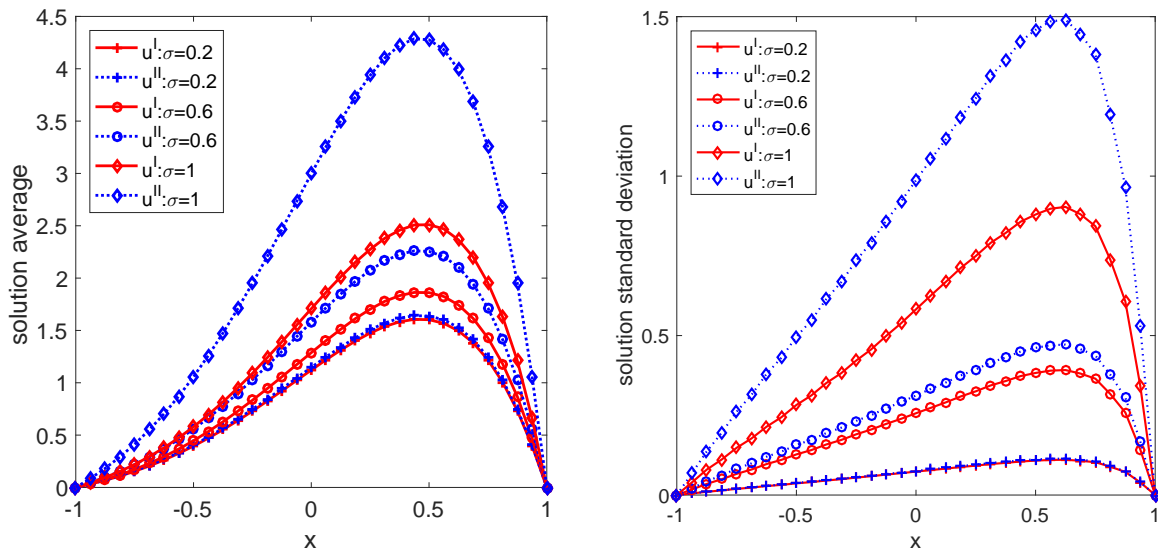 solution average
4.5
4
3.5
3
2.5
2
1.5
1
0.5
0
-1
-0.5
0
0.5
1
x
u^I:σ=0.2
u^II:σ=0.2
u^I:σ=0.6
u^II:σ=0.6
u^I:σ=1
u^II:σ=1
solution standard deviation
1.5
1
0.5
0
-1
-0.5
0
0.5
1
x
u^I:σ=0.2
u^II:σ=0.2
u^I:σ=0.6
u^II:σ=0.6
u^I:σ=1
u^II:σ=1